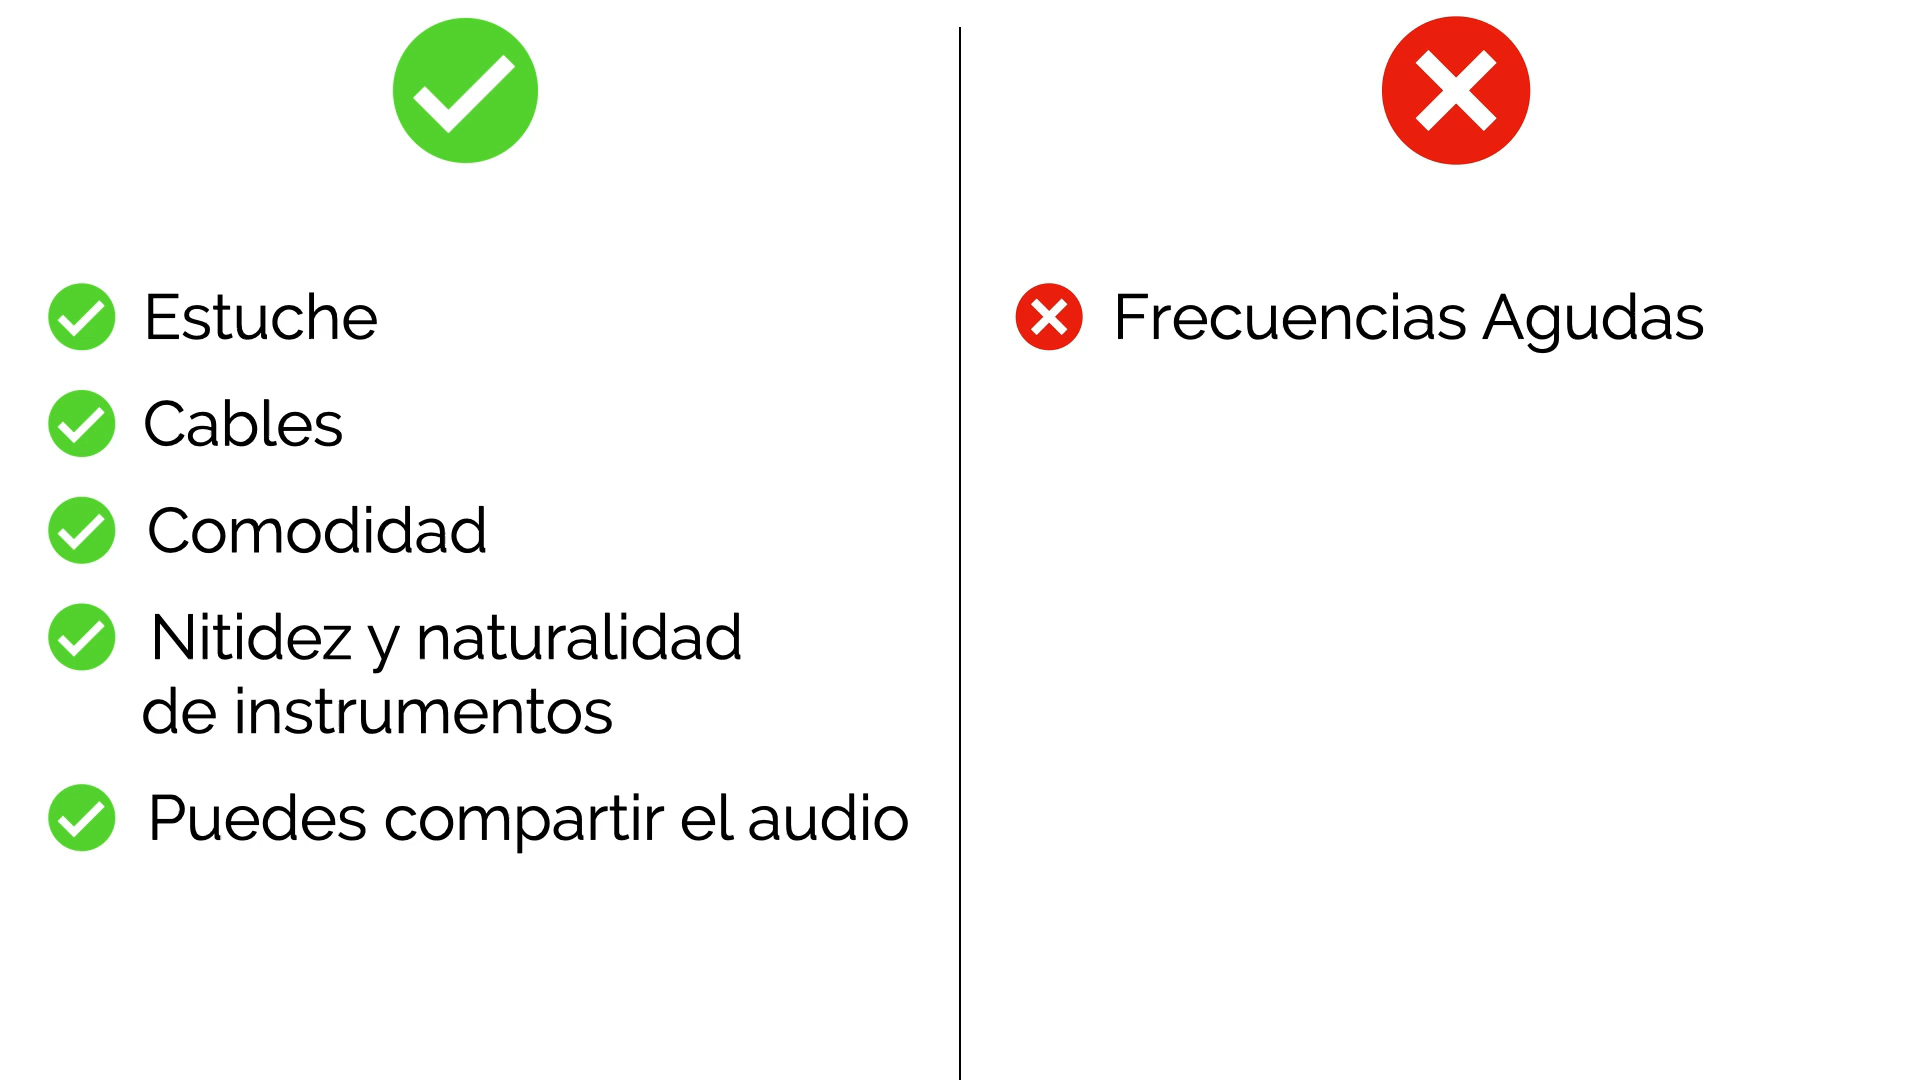 Estuche
Cables
Comodidad
Nitidez y naturalidad
de instrumentos
Puedes compartir el audio
Frecuencias Agudas